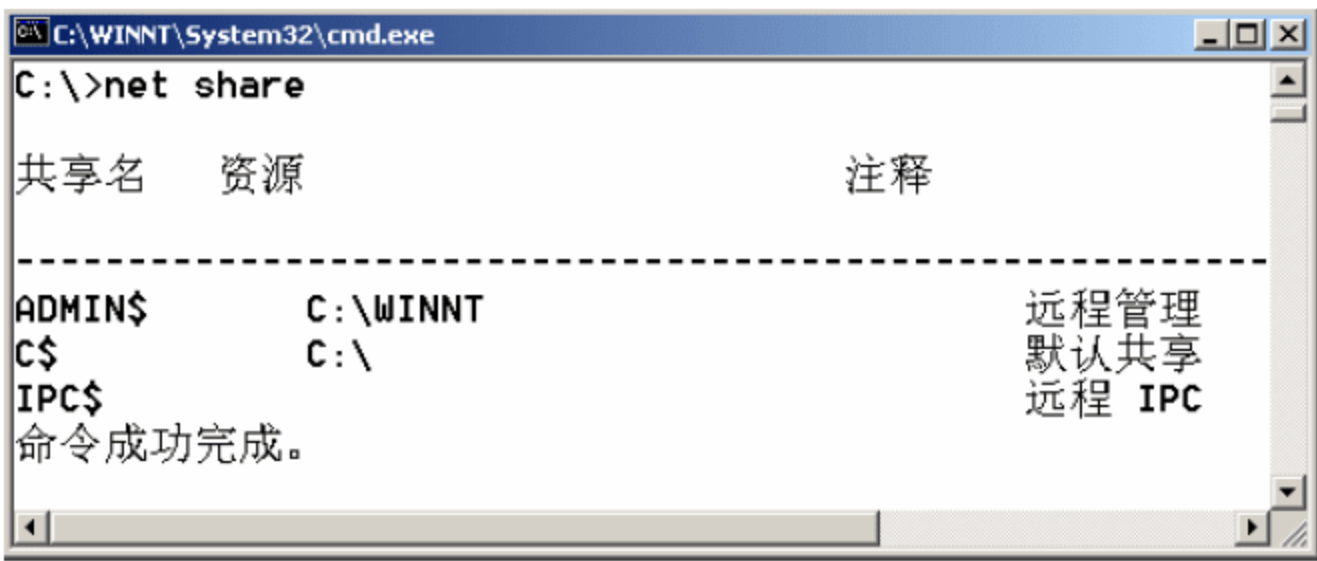 C:\WINNT\System32\cmd.exe
C:\>net share
共享名 资源 注释
-------------------------------------------------------
ADMIN$ C:\WINNT 远程管理
C$ C:\ 默认共享
IPC$ 远程 IPC
命令成功完成。